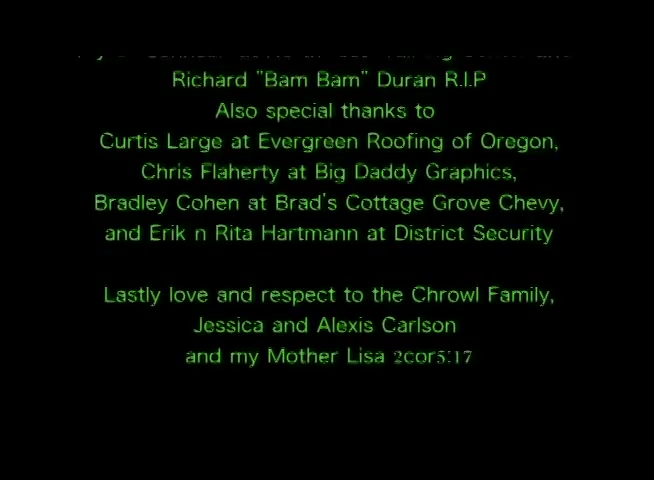 Richard "Bam Bam" Duran R.I.P
Also special thanks to
Curtis Large at Evergreen Roofing of Oregon,
Chris Flaherty at Big Daddy Graphics,
Bradley Cohen at Brad's Cottage Grove Chevy,
and Erik n Rita Hartmann at District Security
Lastly love and respect to the Chrowl Family,
Jessica and Alexis Carlson
and my Mother Lisa 2cor5:17